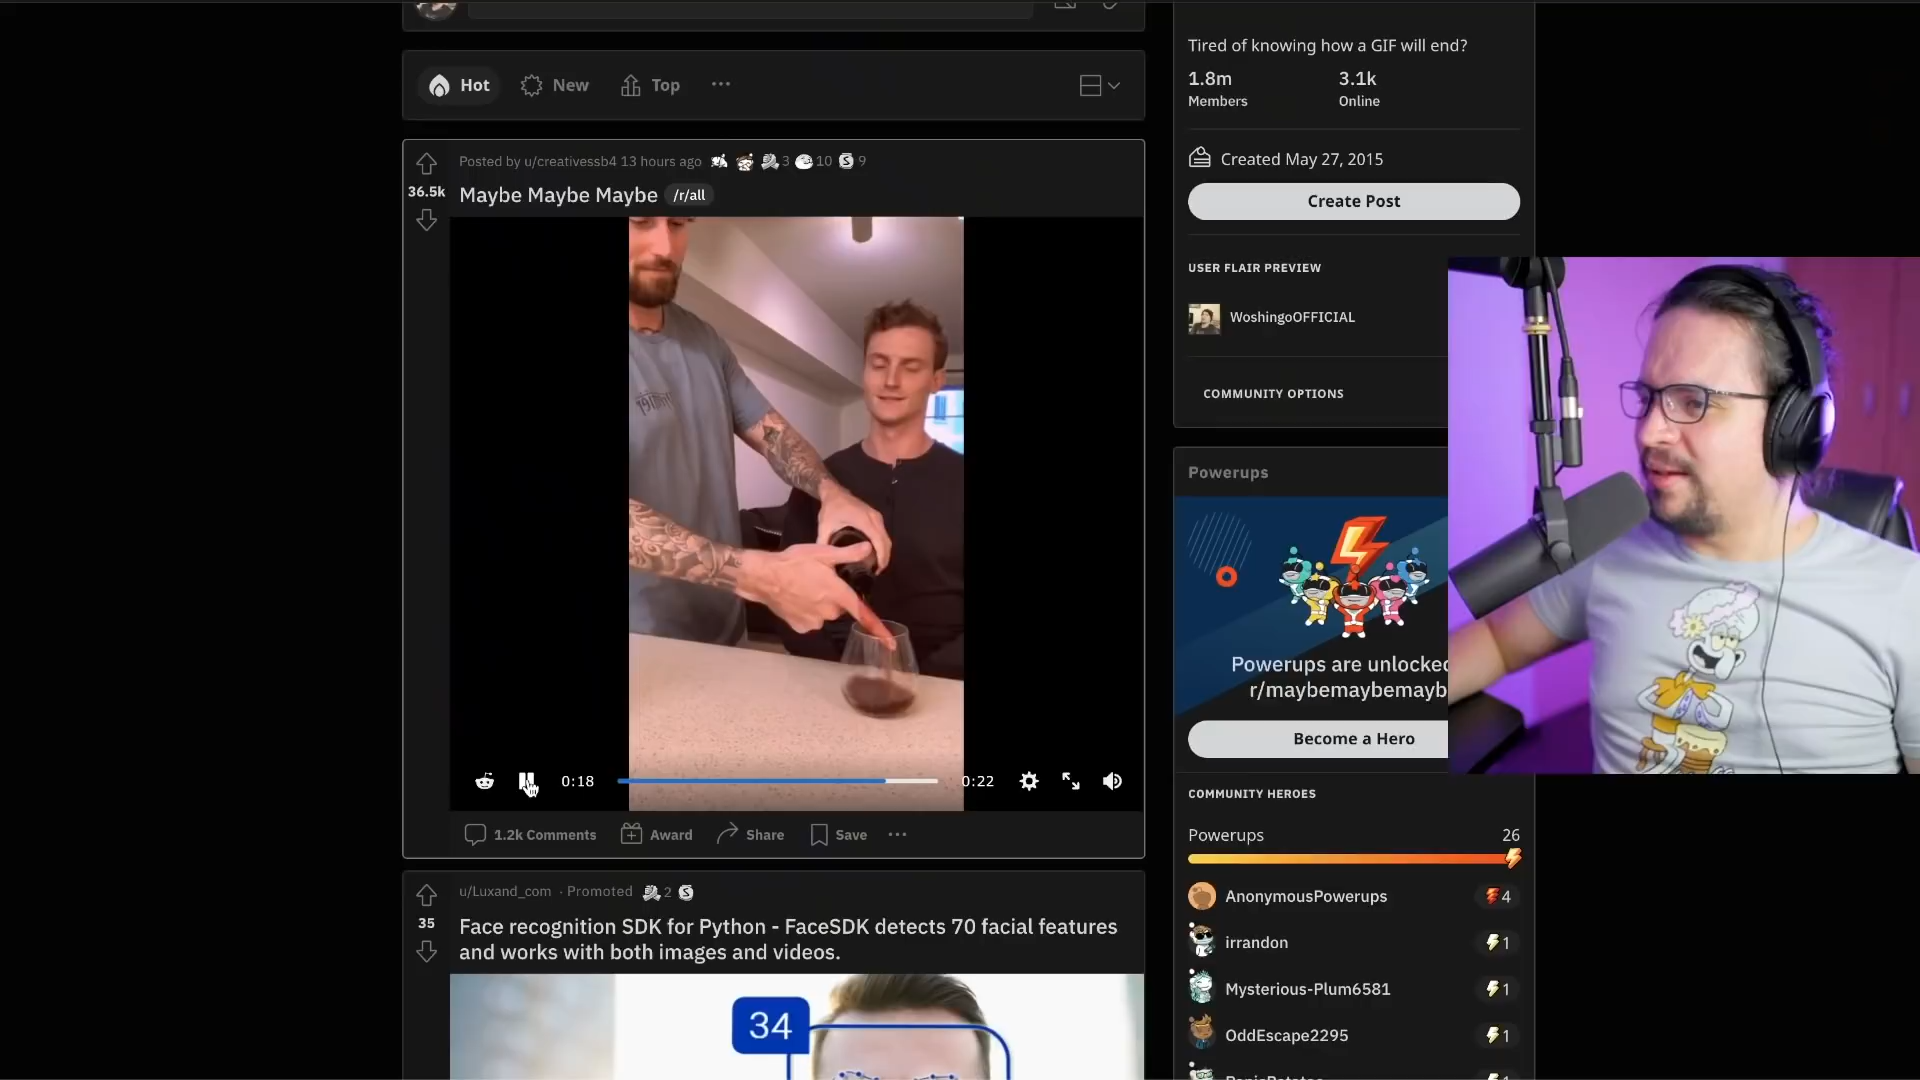 Tired of knowing how a GIF will end?
1.8m
3.1k
Members
Online
Hot
New
Top
Created May 27, 2015
Create Post
Posted by u/creativessb4 13 hours ago
3
10
9
36.5k
Maybe Maybe Maybe
/r/all
USER FLAIR PREVIEW
WoshingoOFFICIAL
COMMUNITY OPTIONS
Powerups
Powerups are unlocked
r/maybemaybemayb
Become a Hero
0:18
0:22
1.2k Comments
Award
Share
Save
COMMUNITY HEROES
Powerups
26
AnonymousPowerups
4
irrandon
1
Mysterious-Plum6581
1
OddEscape2295
1
u/Luxand_com · Promoted
2
35
Face recognition SDK for Python - FaceSDK detects 70 facial features
and works with both images and videos.
34